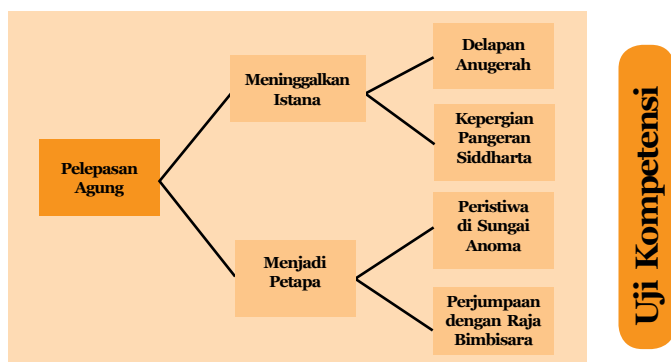 Pelepasan
Agung
Meninggalkan
Istana
Delapan
Anugerah
Kepergian
Pangeran
Siddharta
Menjadi
Petapa
Peristiwa
di Sungai
Anoma
Perjumpaan
dengan Raja
Bimbisara
Uji Kompetensi